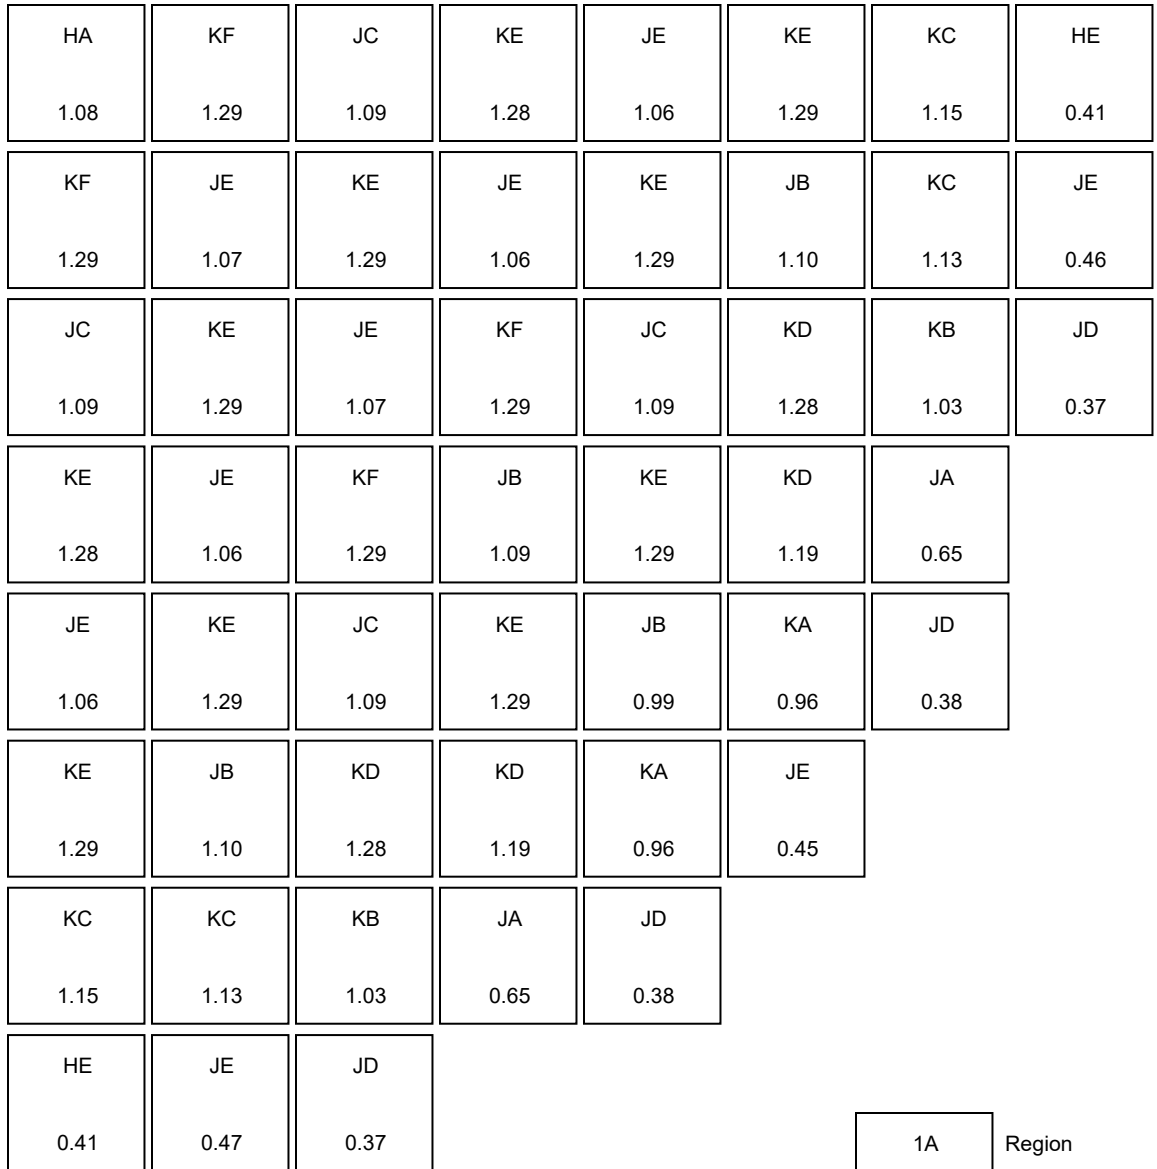 HA KF JC KE JE KE KC HE
1.08 1.29 1.09 1.28 1.06 1.29 1.15 0.41
KF JE KE JE KE JB KC JE
1.29 1.07 1.29 1.06 1.29 1.10 1.13 0.46
JC KE JE KF JC KD KB JD
1.09 1.29 1.07 1.29 1.09 1.28 1.03 0.37
KE JE KF JB KE KD JA
1.28 1.06 1.29 1.09 1.29 1.19 0.65
JE KE JC KE JB KA JD
1.06 1.29 1.09 1.29 0.99 0.96 0.38
KE JB KD KD KA JE
1.29 1.10 1.28 1.19 0.96 0.45
KC KC KB JA JD
1.15 1.13 1.03 0.65 0.38
HE JE JD
0.41 0.47 0.37 1A Region